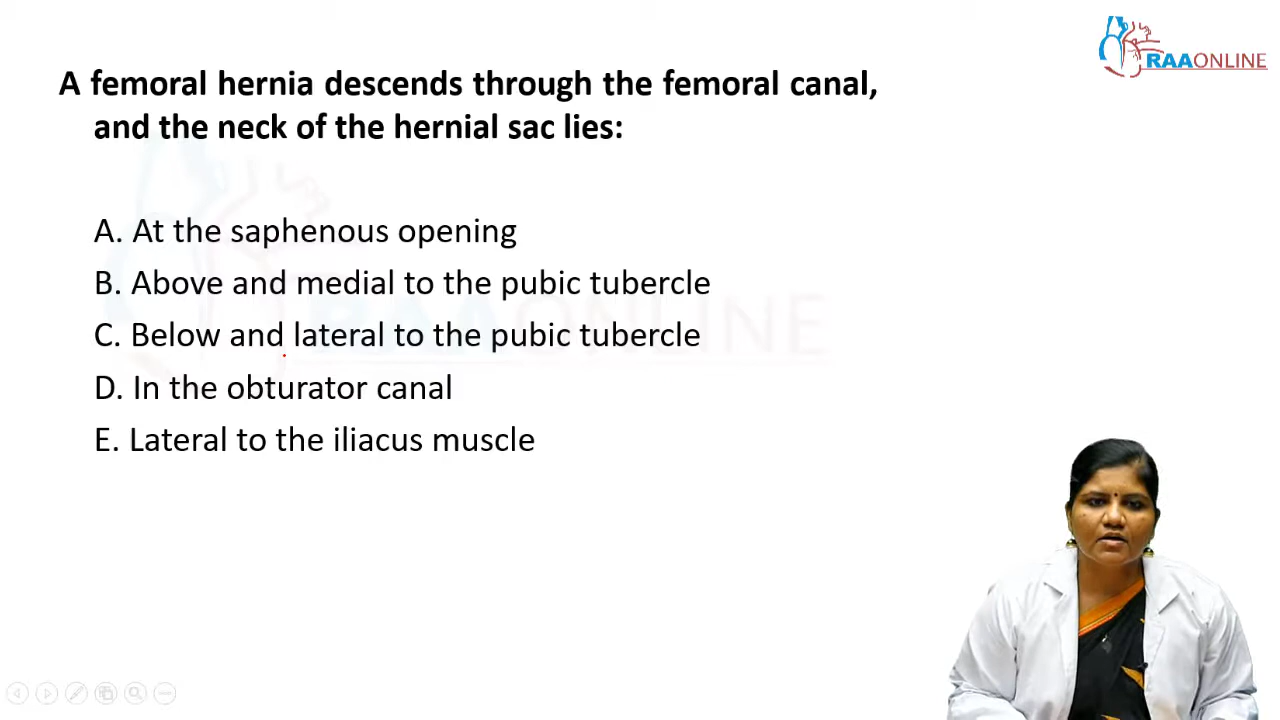 RAAONLINE
A femoral hernia descends through the femoral canal,
and the neck of the hernial sac lies:
A. At the saphenous opening
B. Above and medial to the pubic tubercle
C. Below and lateral to the pubic tubercle
D. In the obturator canal
E. Lateral to the iliacus muscle
RAAONLINE